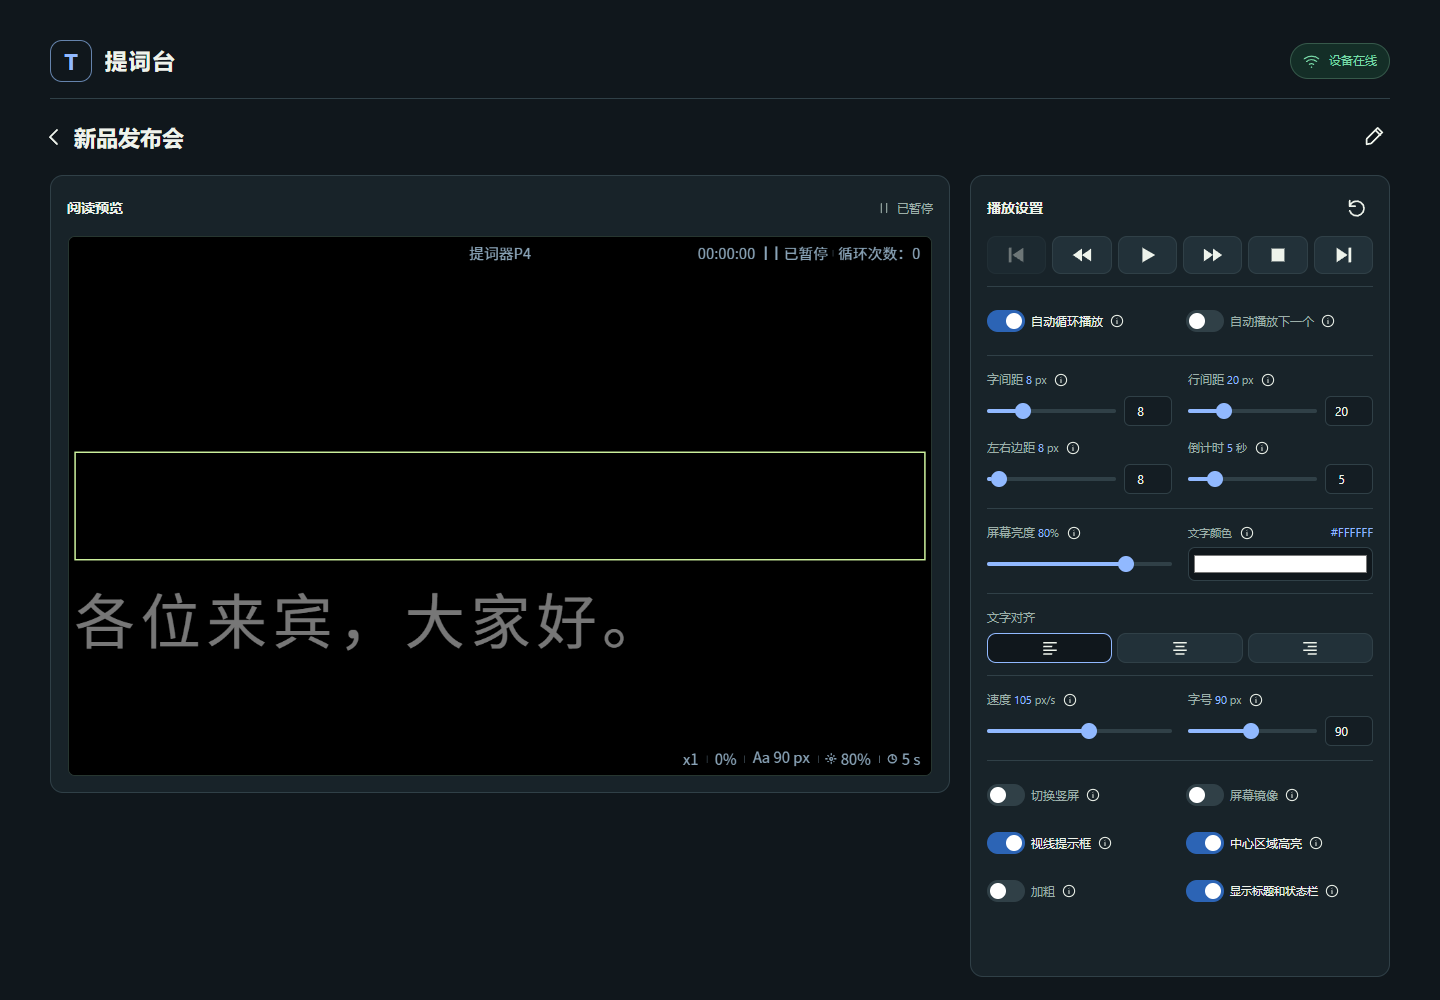 T 提词台
设备在线
新品发布会
阅读预览
已暂停
提词器P4
00:00:00 已暂停 循环次数：0
各位来宾，大家好。
x1 0% Aa 90 px 80% 5 s
播放设置
自动循环播放
自动播放下一个
字间距 8 px
行间距 20 px
8
20
左右边距 8 px
倒计时 5 秒
8
5
屏幕亮度 80%
文字颜色
#FFFFFF
文字对齐
速度 105 px/s
字号 90 px
90
切换竖屏
屏幕镜像
视线提示框
中心区域高亮
加粗
显示标题和状态栏